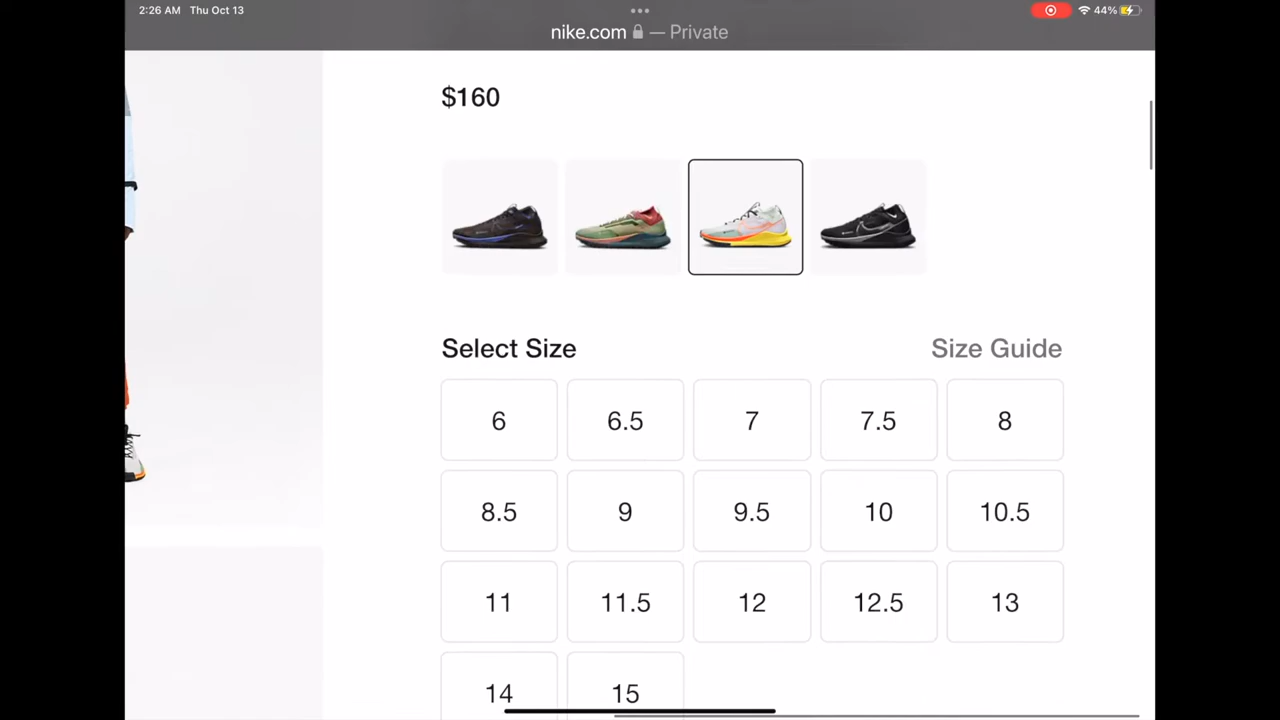 2:26 AM Thu Oct 13
44%
nike.com — Private
$160
Select Size
Size Guide
6 6.5 7 7.5 8
8.5 9 9.5 10 10.5
11 11.5 12 12.5 13
14 15